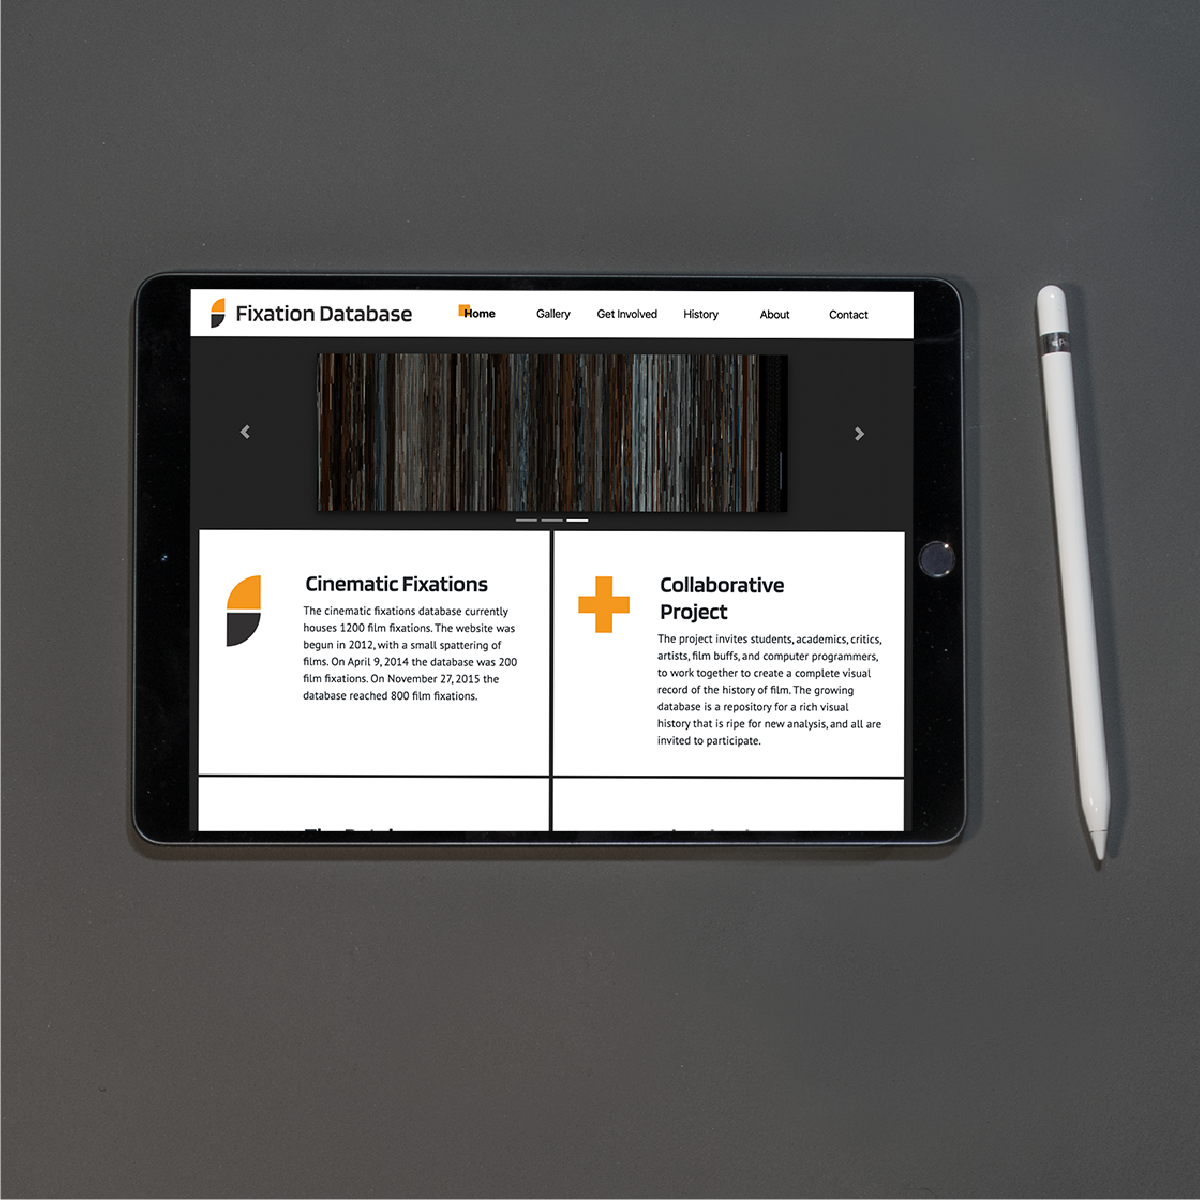 Fixation Database
Home
Gallery
Get Involved
History
About
Contact
Cinematic Fixations
The cinematic fixations database currently
houses 1200 film fixations. The website was
begun in 2012, with a small spattering of
films. On April 9, 2014 the database was 200
film fixations. On November 27, 2015 the
database reached 800 film fixations.
Collaborative
Project
The project invites students, academics, critics,
artists, film buffs, and computer programmers,
to work together to create a complete visual
record of the history of film. The growing
database is a repository for a rich visual
history that is ripe for new analysis, and all are
invited to participate.